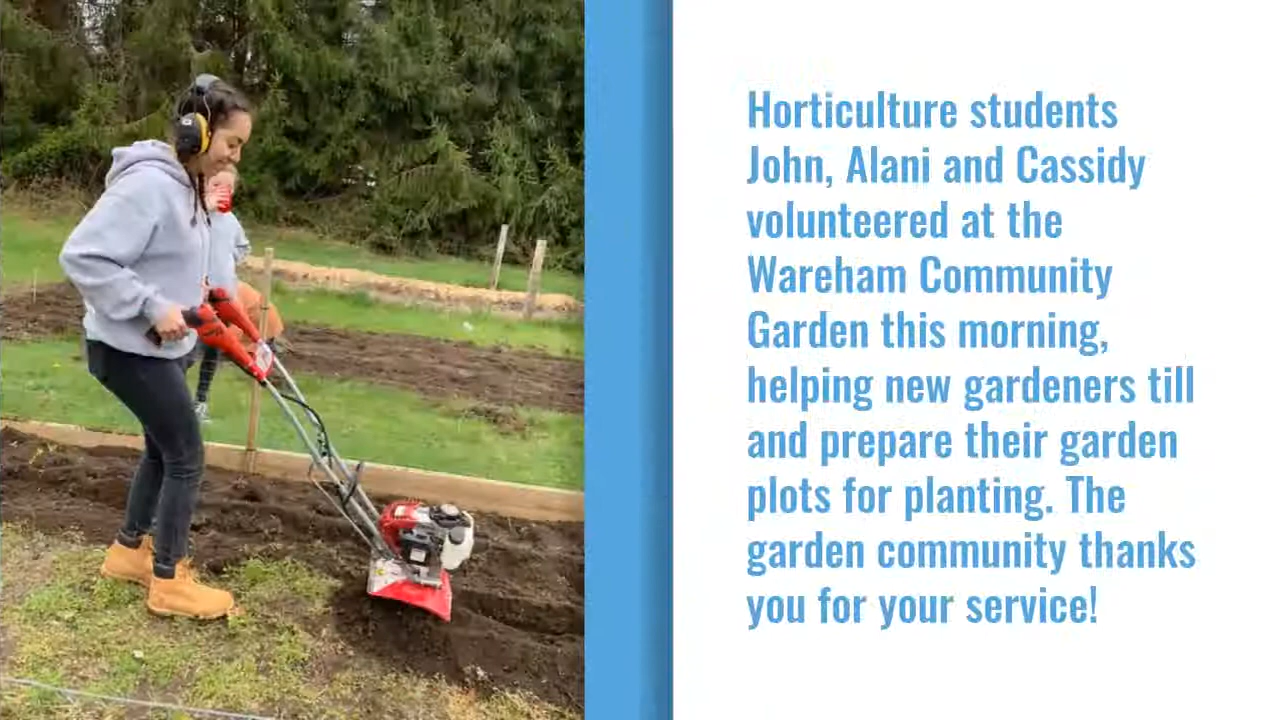 Horticulture students
John, Alani and Cassidy
volunteered at the
Wareham Community
Garden this morning,
helping new gardeners till
and prepare their garden
plots for planting. The
garden community thanks
you for your service!